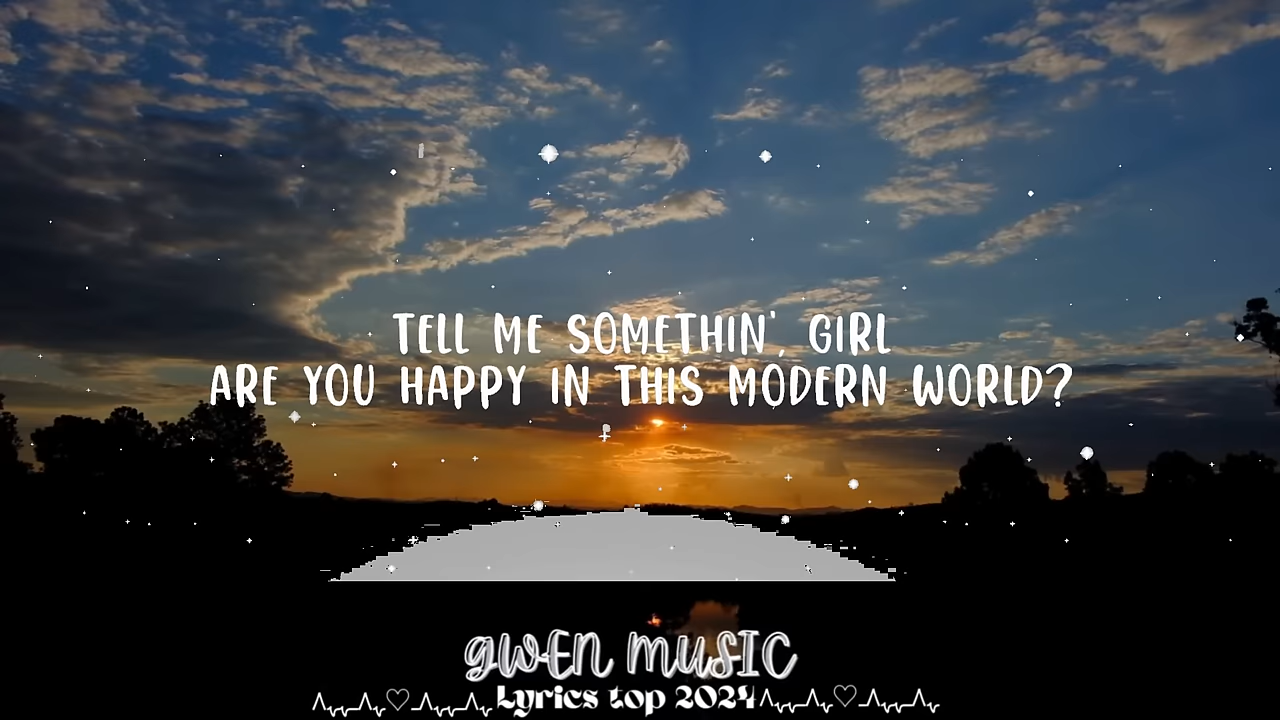 TELL ME SOMETHIN', GIRL
ARE YOU HAPPY IN THIS MODERN WORLD?
gwEn musIC
Lyrics top 2024